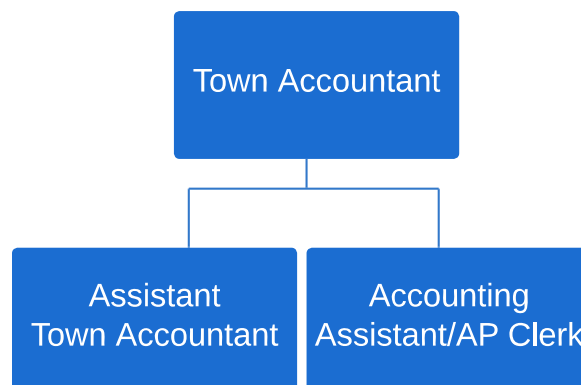 Town Accountant
Assistant
Town Accountant
Accounting
Assistant/AP Clerk